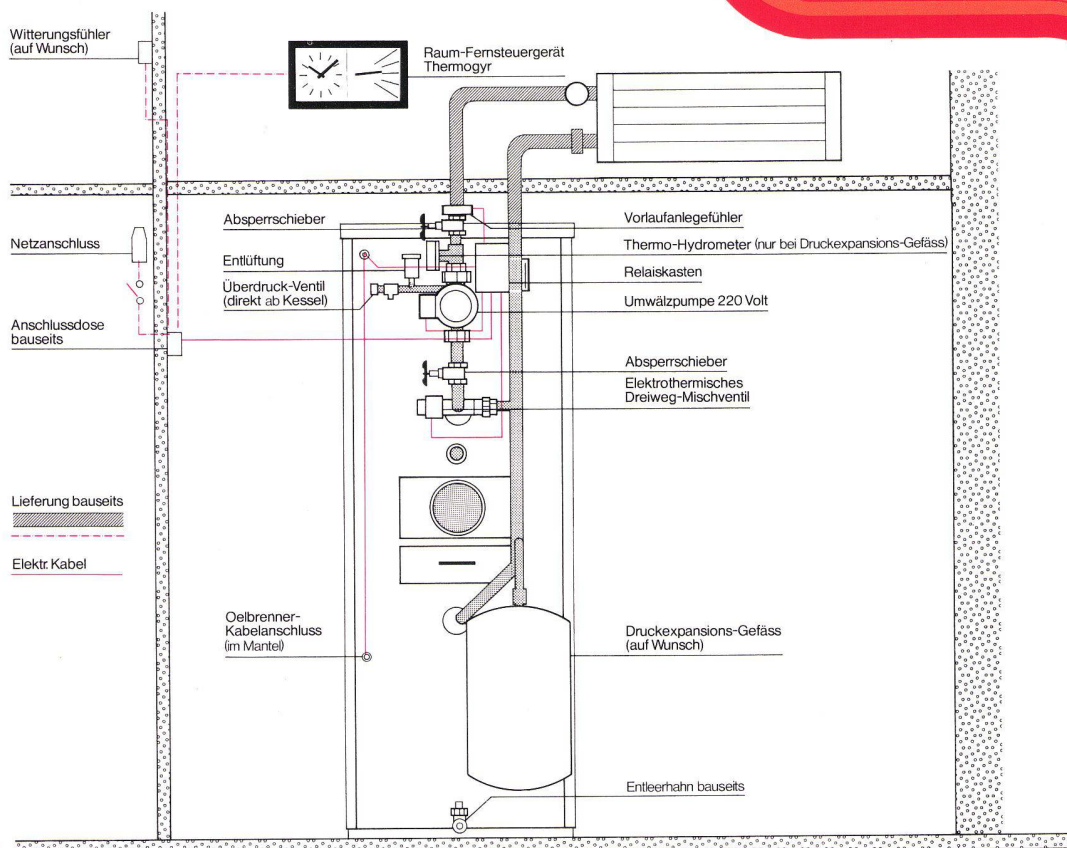 Witterungsfühler
(auf Wunsch)
Raum-Fernsteuergerät
Thermogyr
Absperrschieber
Vorlaufanlegefühler
Netzanschluss
Thermo-Hydrometer (nur bei Druckexpansions-Gefäss)
Entlüftung
Relaiskasten
Überdruck-Ventil
(direkt ab Kessel)
Umwälzpumpe 220 Volt
Anschlussdose
bauseits
Absperrschieber
Elektrothermisches
Dreiweg-Mischventil
Lieferung bauseits
Elektr. Kabel
Oelbrenner-
Kabelanschluss
(im Mantel)
Druckexpansions-Gefäss
(auf Wunsch)
Entleerhahn bauseits